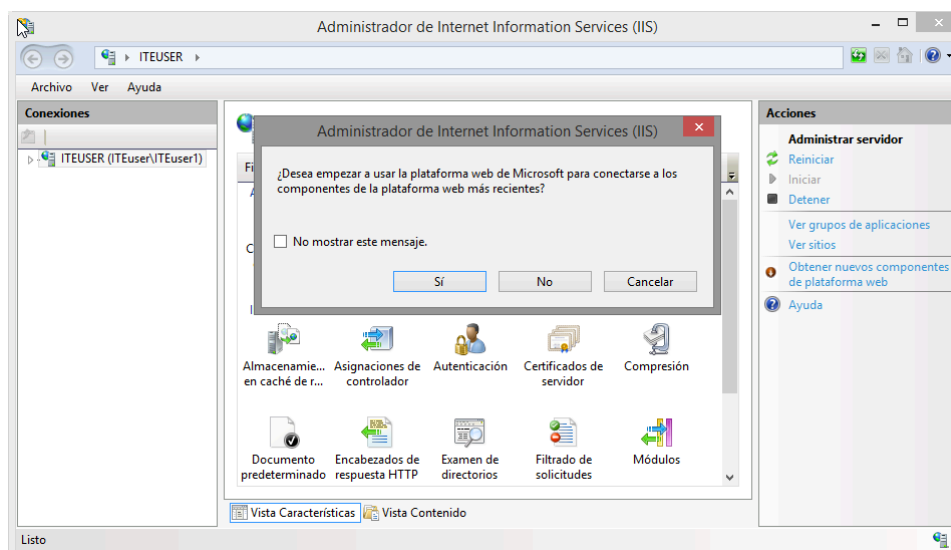 Administrador de Internet Information Services (IIS)
ITEUSER
Archivo Ver Ayuda
Conexiones
ITEUSER (ITEuser\ITEuser1)
Administrador de Internet Information Services (IIS)
¿Desea empezar a usar la plataforma web de Microsoft para conectarse a los
componentes de la plataforma web más recientes?
No mostrar este mensaje.
Sí No Cancelar
Almacenamie... Asignaciones de Autenticación Certificados de Compresión
en caché de r... controlador servidor
Documento Encabezados de Examen de Filtrado de Módulos
predeterminado respuesta HTTP directorios solicitudes
Vista Características Vista Contenido
Acciones
Administrar servidor
Reiniciar
Iniciar
Detener
Ver grupos de aplicaciones
Ver sitios
Obtener nuevos componentes
de plataforma web
Ayuda
Listo